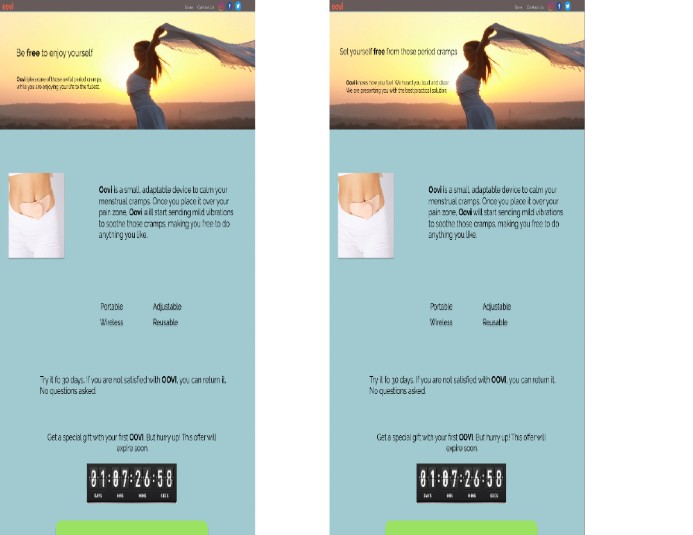 oovi
Store Contact Us
Be free to enjoy yourself
Oovi takes care of those awful period cramps,
while you are enjoying your life to the fullest.
Oovi is a small, adaptable device to calm your
menstrual cramps. Once you place it over your
pain zone, Oovi will start sending mild vibrations
to soothe those cramps, making you free to do
anything you like.
Portable Adjustable
Wireless Reusable
Try it fo 30 days. If you are not satisfied with OOVI, you can return it.
No questions asked.
Get a special gift with your first OOVI. But hurry up! This offer will
expire soon.
01:07:26:58
DAYS HRS MINS SECS
oovi
Store Contact Us
Set yourself free from those period cramps
Oovi knows how you feel. We heard you loud and clear.
We are presenting you with the best practical solution.
Oovi is a small, adaptable device to calm your
menstrual cramps. Once you place it over your
pain zone, Oovi will start sending mild vibrations
to soothe those cramps, making you free to do
anything you like.
Portable Adjustable
Wireless Reusable
Try it fo 30 days. If you are not satisfied with OOVI, you can return it.
No questions asked.
Get a special gift with your first OOVI. But hurry up! This offer will
expire soon.
01:07:26:58
DAYS HRS MINS SECS